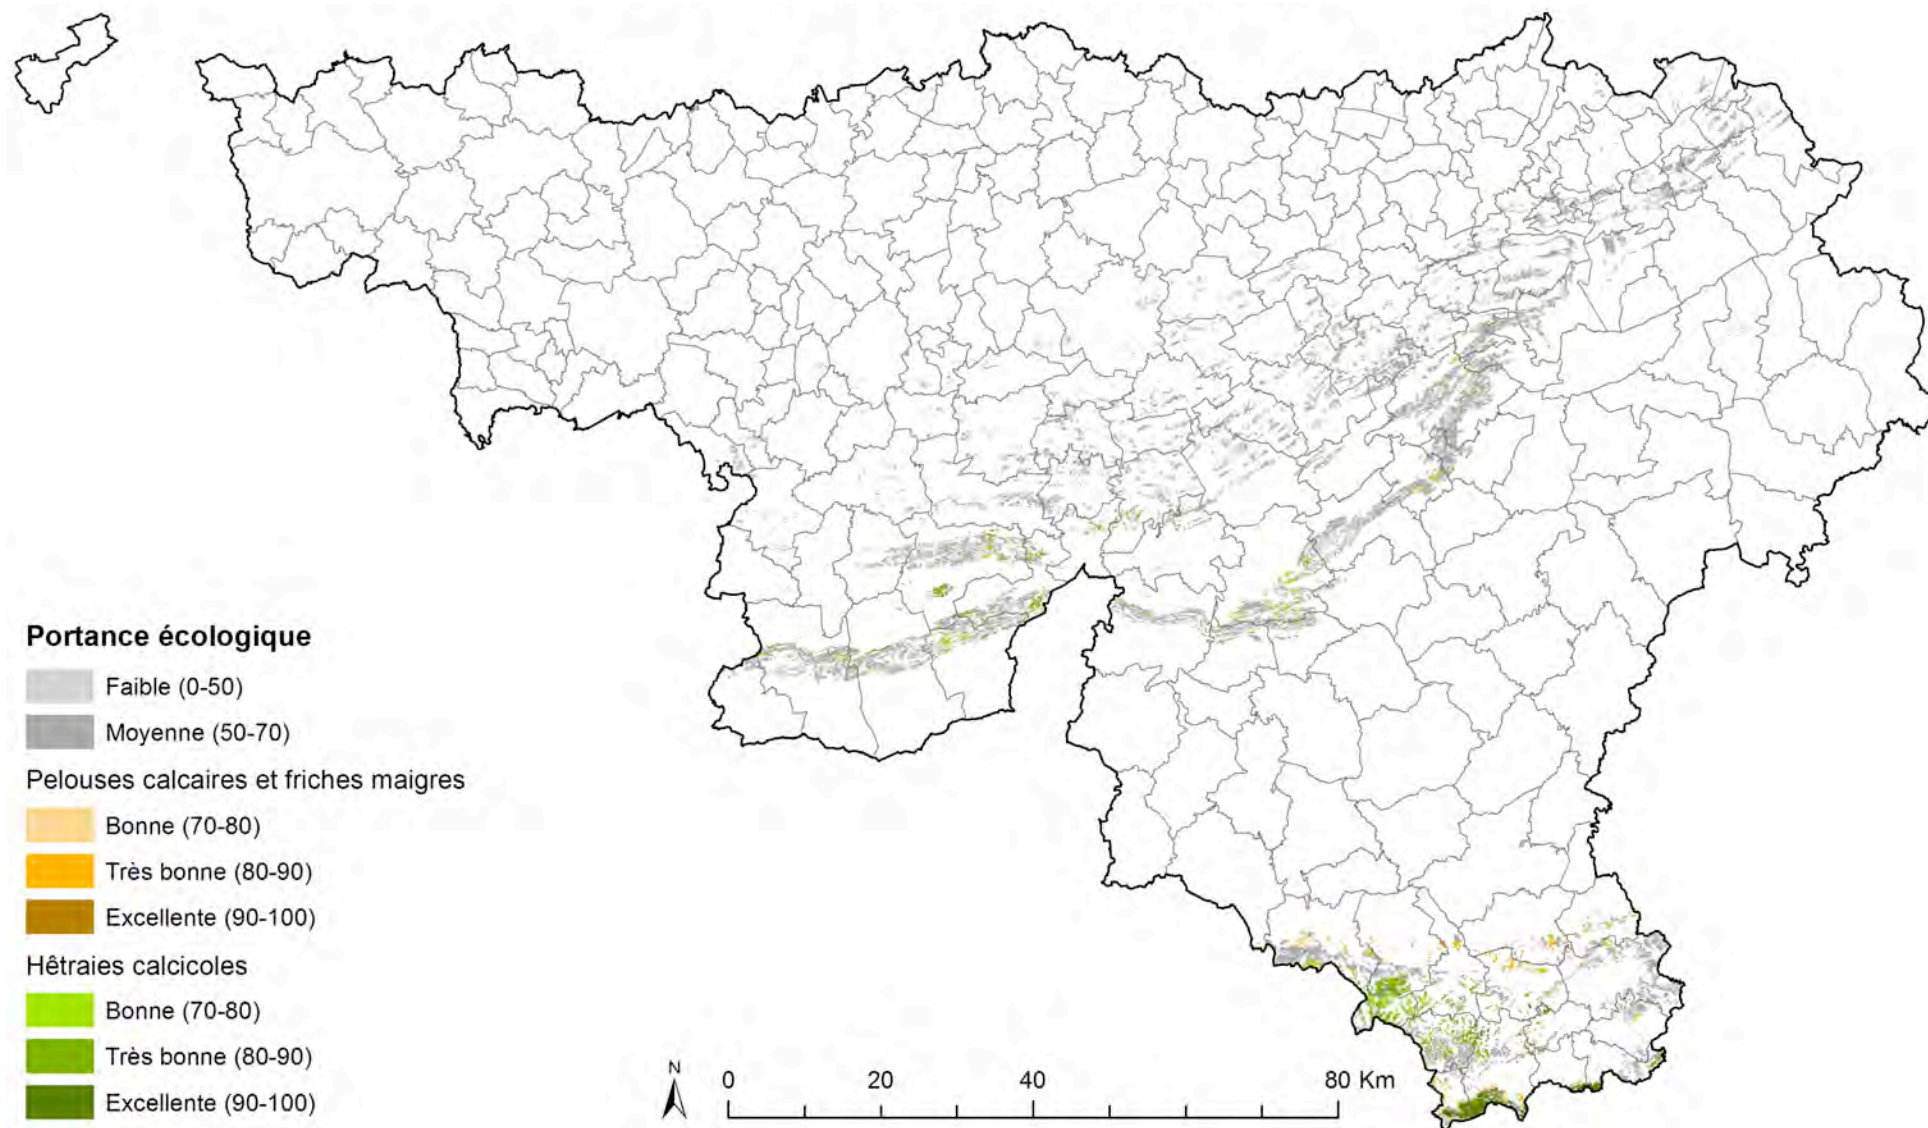 Portance écologique
Faible (0-50)
Moyenne (50-70)
Pelouses calcaires et friches maigres
Bonne (70-80)
Très bonne (80-90)
Excellente (90-100)
Hêtraies calcicoles
Bonne (70-80)
Très bonne (80-90)
Excellente (90-100)
N
0 20 40 80 Km